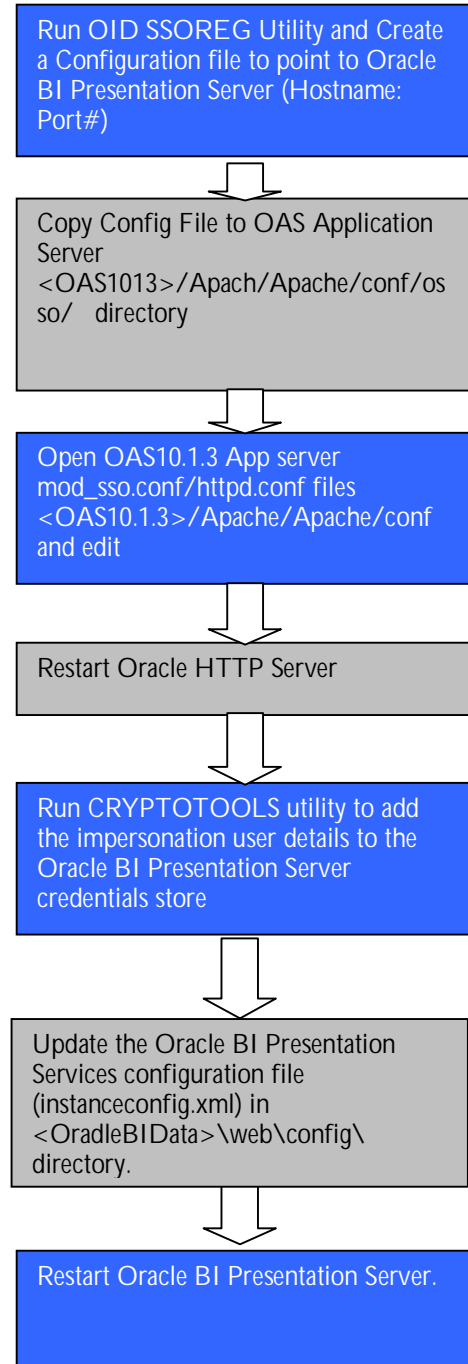 Run OID SSOREG Utility and Create
a Configuration file to point to Oracle
BI Presentation Server (Hostname:
Port#)
Copy Config File to OAS Application
Server
<OAS1013>/Apach/Apache/conf/os
so/ directory
Open OAS10.1.3 App server
mod_sso.conf/httpd.conf files
<OAS10.1.3>/Apache/Apache/conf
and edit
Restart Oracle HTTP Server
Run CRYPTOTOOLS utility to add
the impersonation user details to the
Oracle BI Presentation Server
credentials store
Update the Oracle BI Presentation
Services configuration file
(instanceconfig.xml) in
<OradleBIData>\web\config\
directory.
Restart Oracle BI Presentation Server.